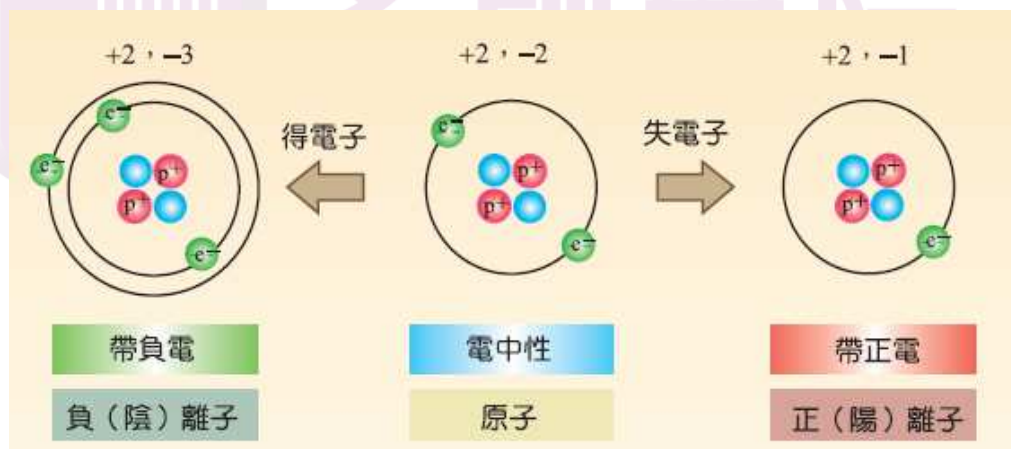 +2，−3
+2，−2
+2，−1
e−
e−
e−
p+
p+
得電子
e−
e−
p+
p+
失電子
e−
p+
p+
帶負電
電中性
帶正電
負（陰）離子
原子
正（陽）離子